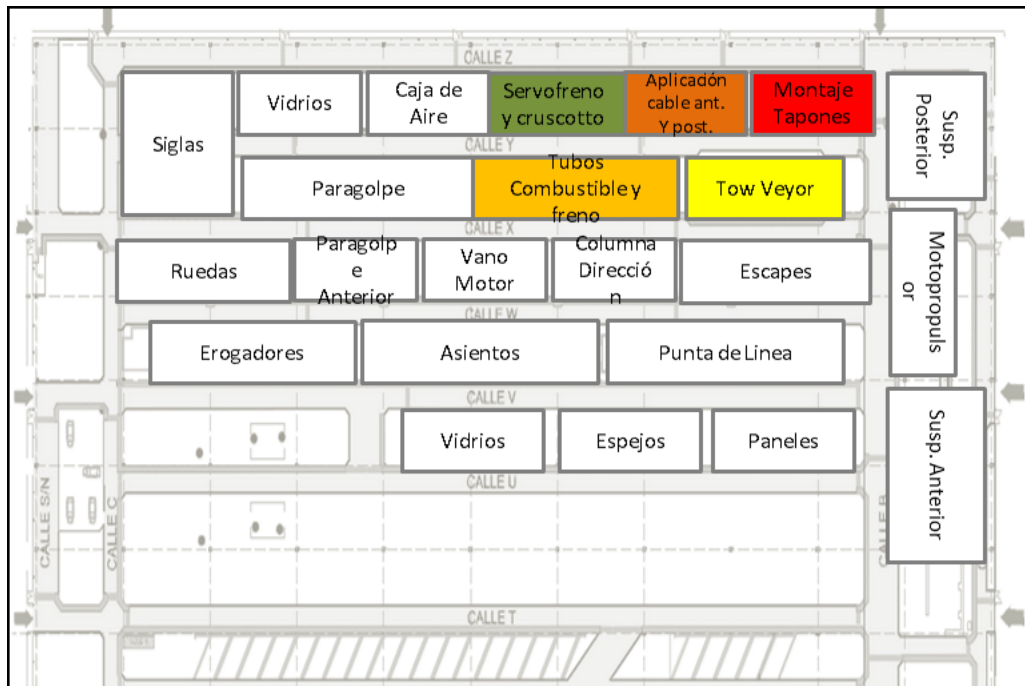 CALLE Z
Siglas
Vidrios
Caja de
Aire
Servofreno
y cruscotto
Aplicación
cable ant.
Y post.
Montaje
Tapones
Susp.
Posterior
CALLE Y
Paragolpe
Tubos
Combustible y
freno
Tow Veyor
CALLE X
Ruedas
Paragolp
e
Anterior
Vano
Motor
Columna
Direcció
n
Escapes
Motopropuls
or
CALLE W
Erogadores
Asientos
Punta de Linea
CALLE V
Vidrios
Espejos
Paneles
Susp. Anterior
CALLE U
CALLE S/N
CALLE C
CALLE T